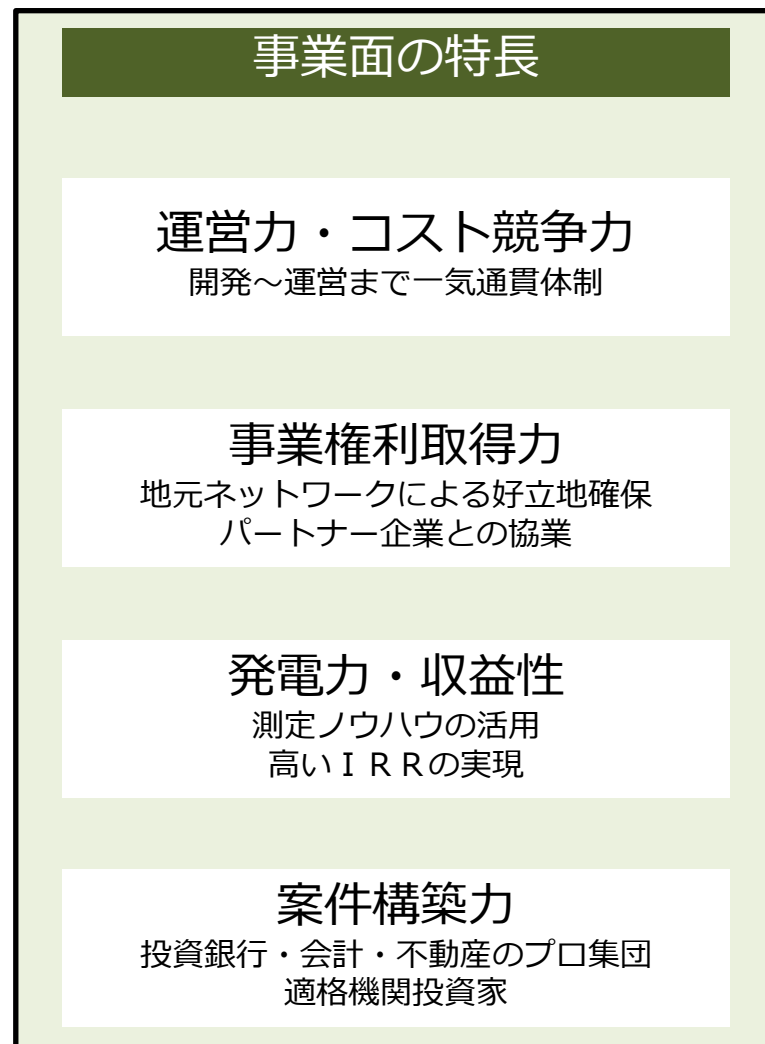 事業面の特長
運営力・コスト競争力
開発～運営まで一気通貫体制
事業権利取得力
地元ネットワークによる好立地確保
パートナー企業との協業
発電力・収益性
測定ノウハウの活用
高いＩＲＲの実現
案件構築力
投資銀行・会計・不動産のプロ集団
適格機関投資家